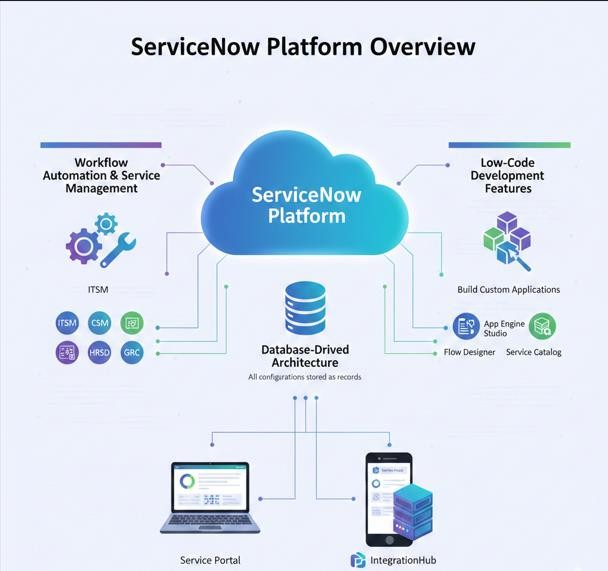 ServiceNow Platform Overview
Workflow
Automation & Service
Management
ServiceNow
Platform
Low-Code
Development
Features
ITSM
Build Custom Applications
ITSM
CSM
HRSD
GRC
Database-Drived
Architecture
All configurations stored as records
App Engine
Studio
Flow Designer
Service Catalog
Service Portal
IntegrationHub